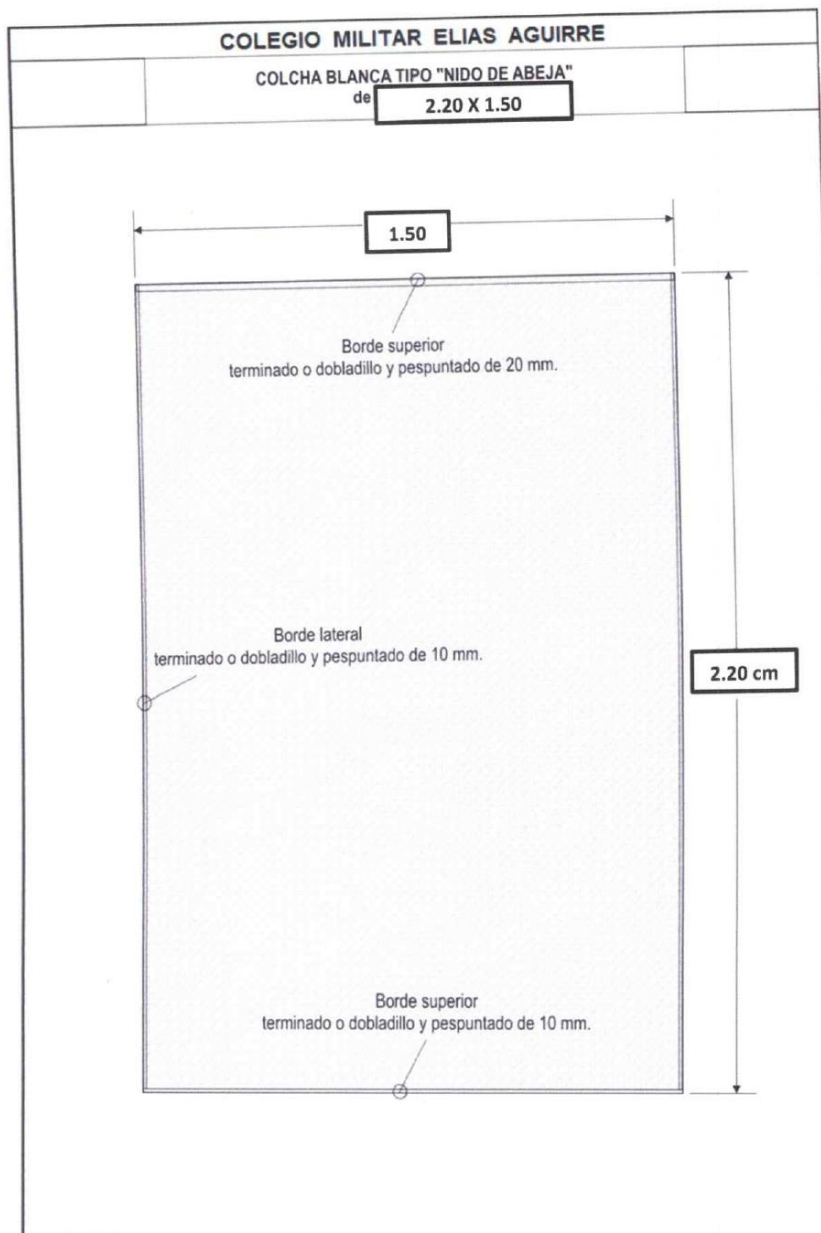 COLEGIO MILITAR ELIAS AGUIRRE
COLCHA BLANCA TIPO "NIDO DE ABEJA"
de 2.20 X 1.50
1.50
Borde superior
terminado o dobladillo y pespuntado de 20 mm.
Borde lateral
terminado o dobladillo y pespuntado de 10 mm.
2.20 cm
Borde superior
terminado o dobladillo y pespuntado de 10 mm.